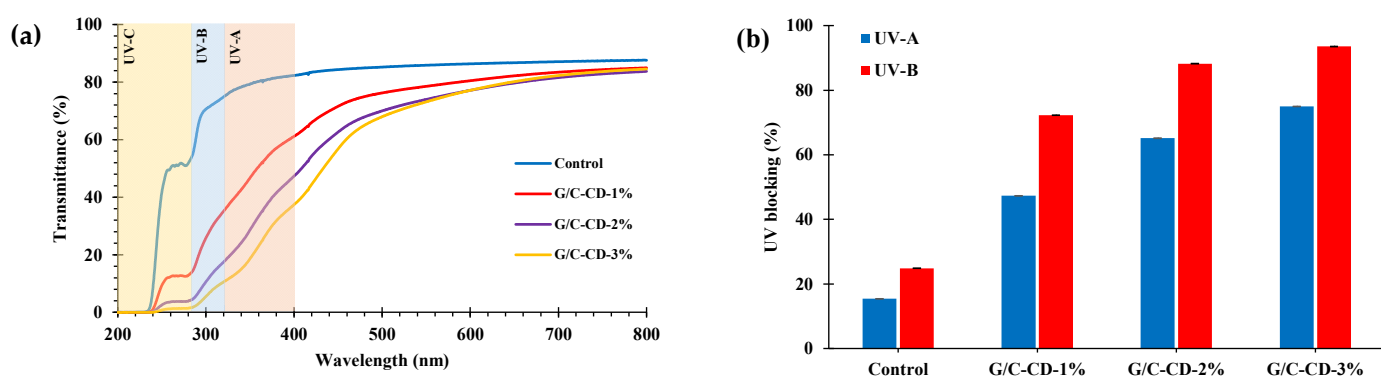 (a)
100
80
60
40
20
0
Transmittance (%)
UV-C
UV-B
UV-A
Control
G/C-CD-1%
G/C-CD-2%
G/C-CD-3%
200 300 400 500 600 700 800
Wavelength (nm)
(b)
100
80
60
40
20
0
UV blocking (%)
UV-A
UV-B
Control G/C-CD-1% G/C-CD-2% G/C-CD-3%